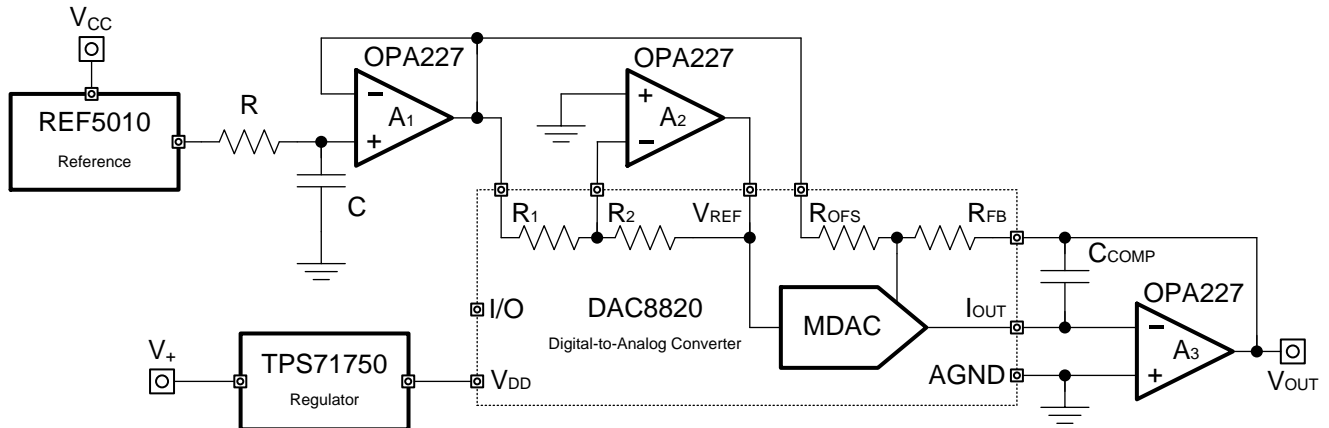 VCC
OPA227
OPA227
REF5010
Reference
R
−
A1
+
+
A2
−
C
R1
R2
VREF
ROFS
RFB
CCOMP
OPA227
I/O
DAC8820
Digital-to-Analog Converter
MDAC
IOUT
−
A3
+
VOUT
V+
TPS71750
Regulator
VDD
AGND